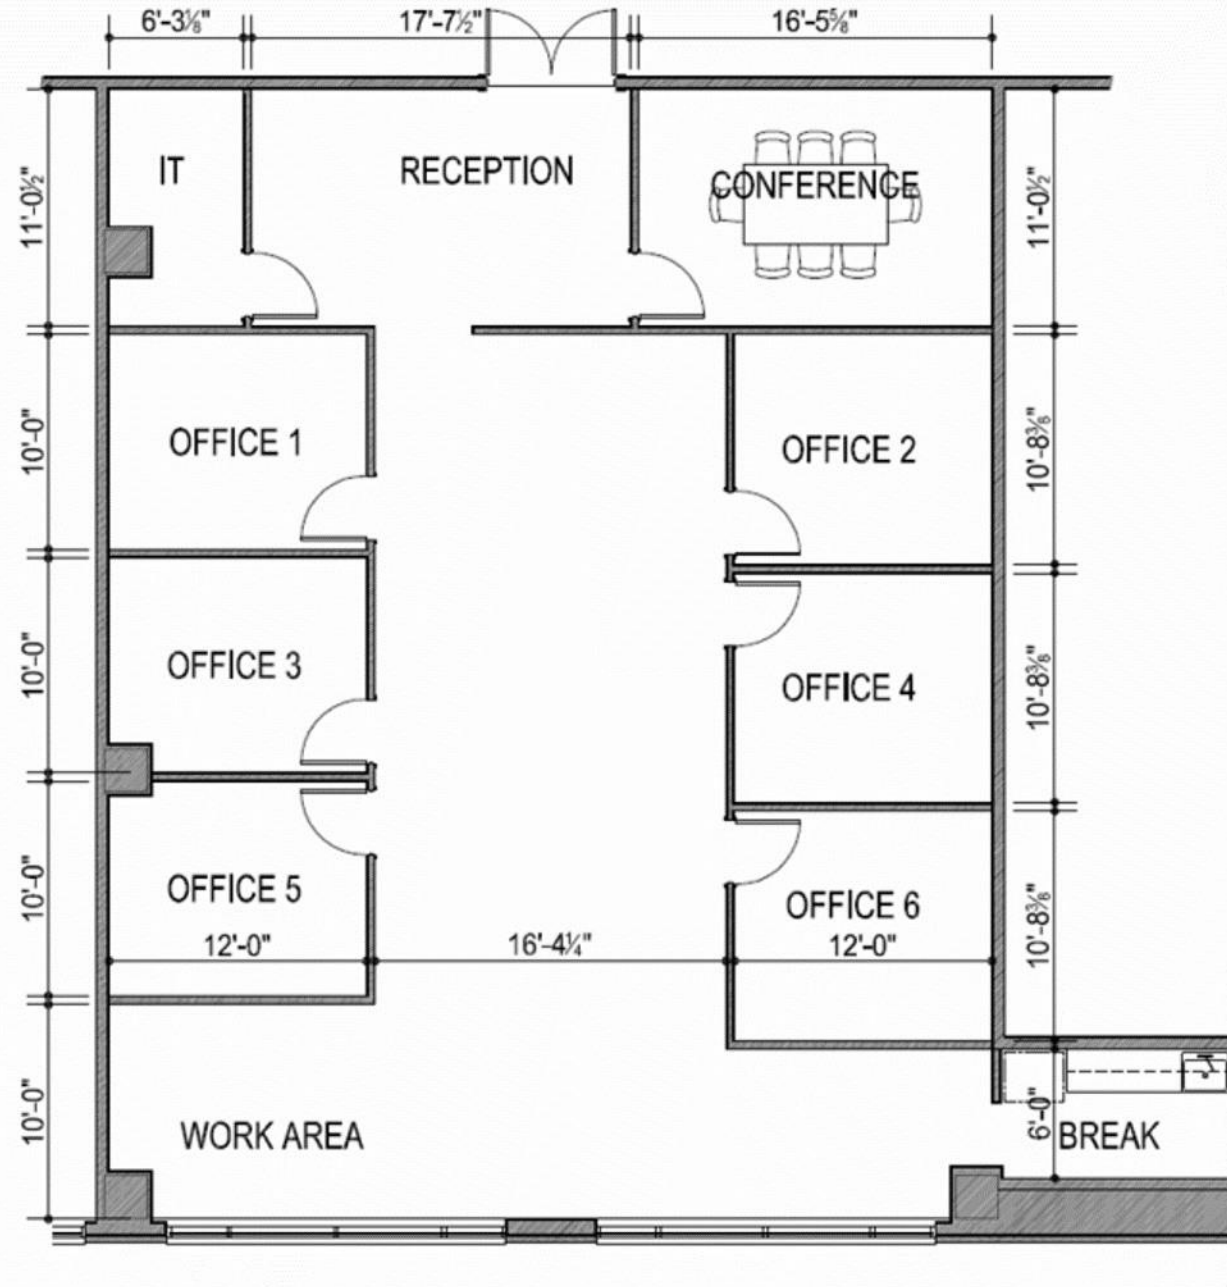 6'-3⅛" 17'-7½" 16'-5⅝"
IT RECEPTION CONFERENCE
11'-0½" 11'-0½"
OFFICE 1 OFFICE 2
10'-0" 10'-8⅜"
OFFICE 3 OFFICE 4
10'-0" 10'-8⅜"
OFFICE 5 OFFICE 6
10'-0" 10'-8⅜"
12'-0" 16'-4¼" 12'-0"
10'-0" 6'-0"
WORK AREA BREAK